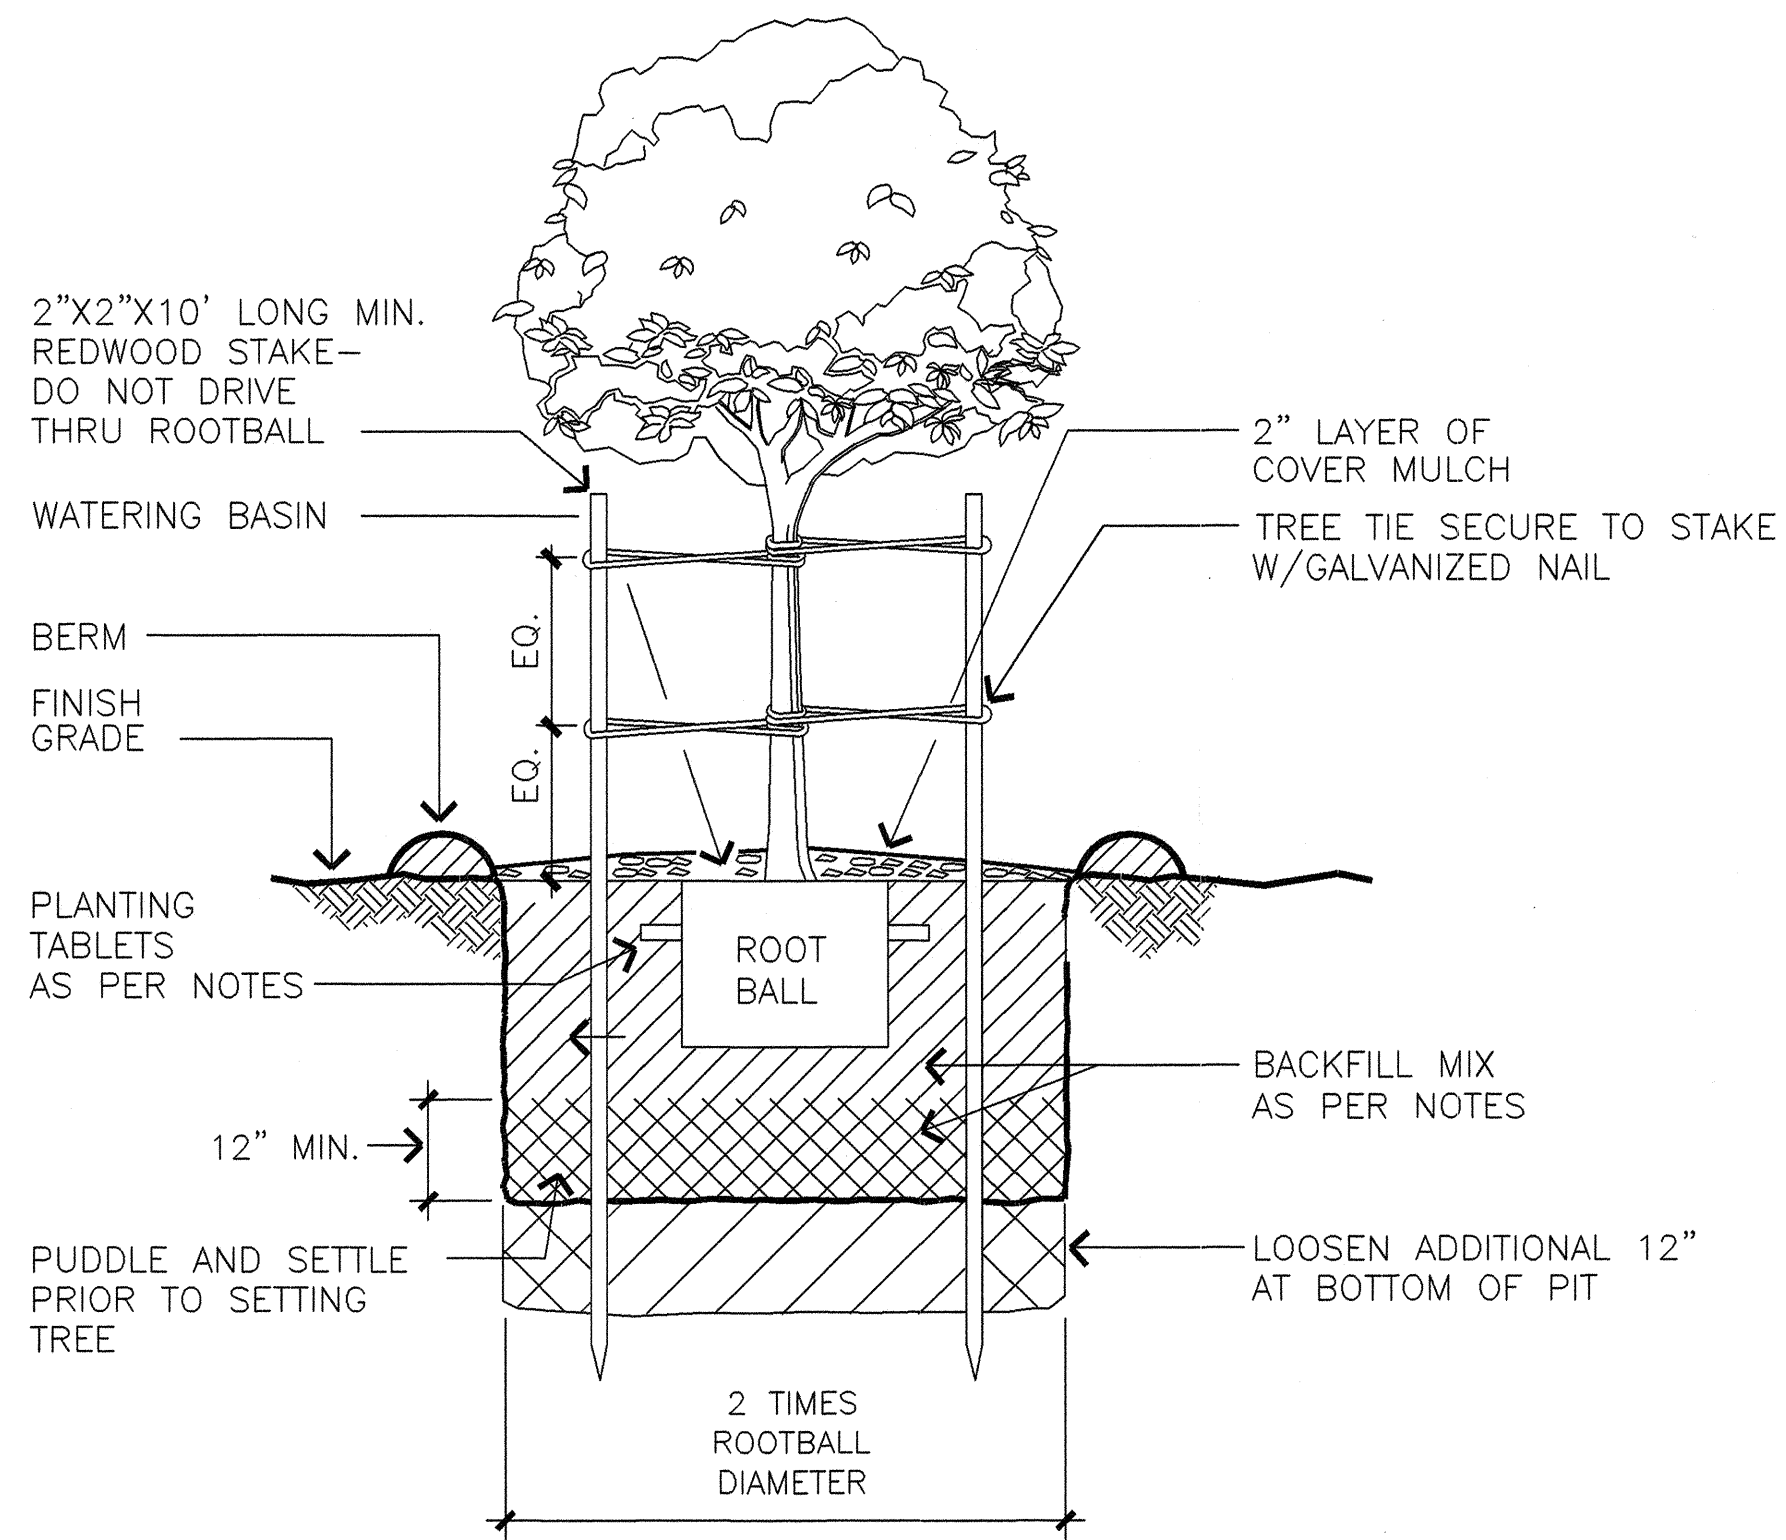 2"X2"X10' LONG MIN.
REDWOOD STAKE-
DO NOT DRIVE
THRU ROOTBALL
WATERING BASIN
BERM
FINISH
GRADE
PLANTING
TABLETS
AS PER NOTES
12" MIN.
PUDDLE AND SETTLE
PRIOR TO SETTING
TREE
EQ.
EQ.
ROOT
BALL
2 TIMES
ROOTBALL
DIAMETER
2" LAYER OF
COVER MULCH
TREE TIE SECURE TO STAKE
W/GALVANIZED NAIL
BACKFILL MIX
AS PER NOTES
LOOSEN ADDITIONAL 12"
AT BOTTOM OF PIT